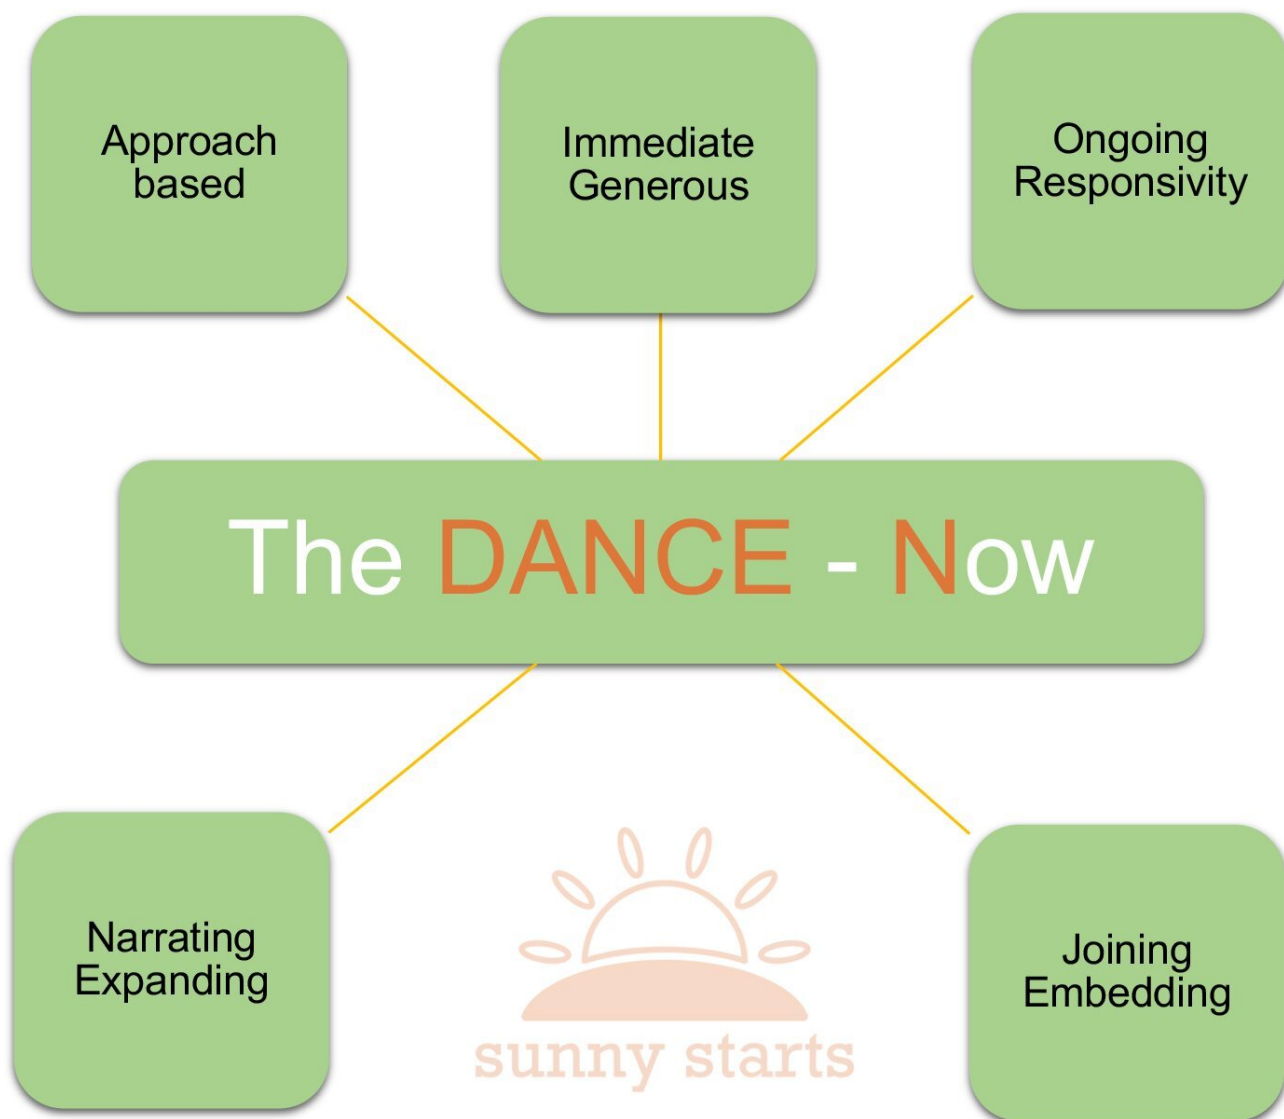 Approach
based
Immediate
Generous
Ongoing
Responsivity
The DANCE - Now
Narrating
Expanding
Joining
Embedding
sunny starts